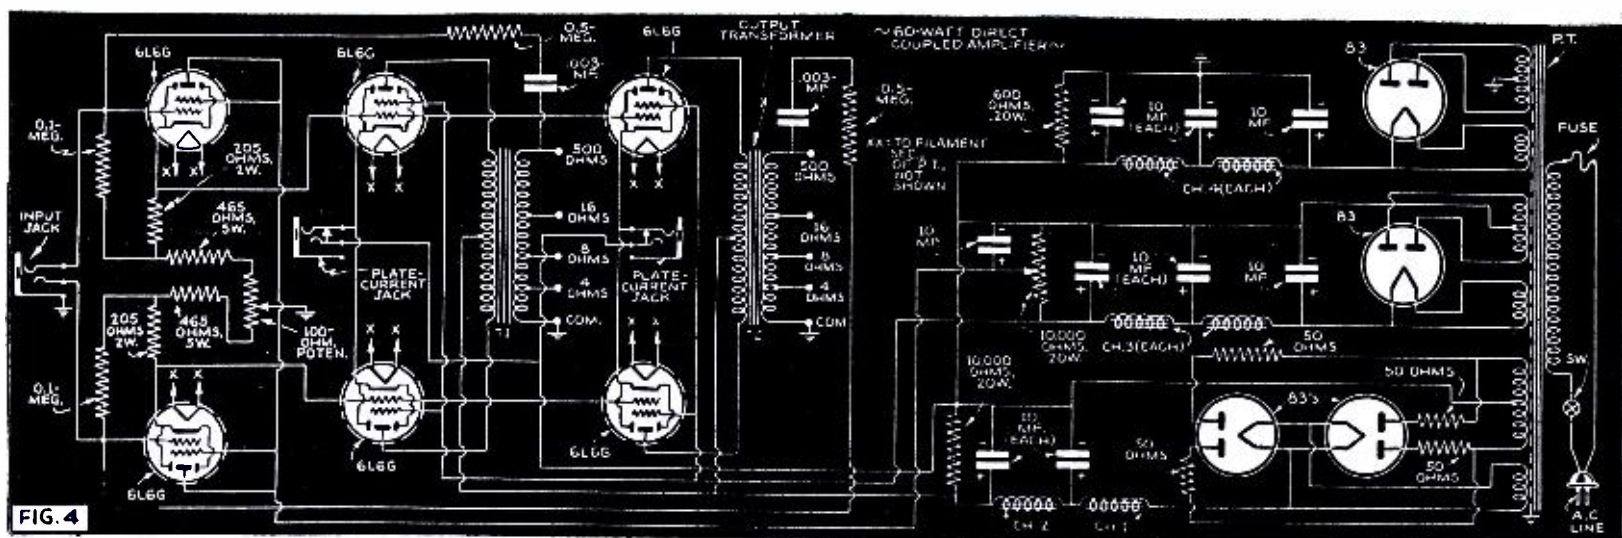 0.5-
MEG.
6L6G
OUTPUT
TRANSFORMER
~60-WATT DIRECT
COUPLED AMPLIFIER~
83
P.T.
6L6G
6L6G
.003-
MF.
.003-
MF.
0.5-
MEG.
600
OHMS,
20W.
10
MF.
(EACH)
10
MF.
FUSE
0.1-
MEG.
205
OHMS,
2W.
500
OHMS
500
OHMS
TO FILAMENT
SEC.
OF P.T.,
NOT
SHOWN
CH.4(EACH)
X X
X X
X X
INPUT
JACK
465
OHMS,
5W.
16
OHMS
16
OHMS
83
10
MF.
10
MF.
(EACH)
10
MF.
8
OHMS
8
OHMS
PLATE-
CURRENT
JACK
PLATE-
CURRENT
JACK
4
OHMS
4
OHMS
205
OHMS
2W.
465
OHMS,
5W.
100-
OHM
POTEN.
COM.
COM
T1
10,000
OHMS,
20W.
CH.3(EACH)
50
OHMS
SW.
X X
X X
X X
0.1-
MEG.
10,000
OHMS,
20W.
50 OHMS
83's
10
MF.
(EACH)
50
OHMS
50
OHMS
6L6G
6L6G
6L6G
CH.2
CH.1
A.C.
LINE
FIG. 4